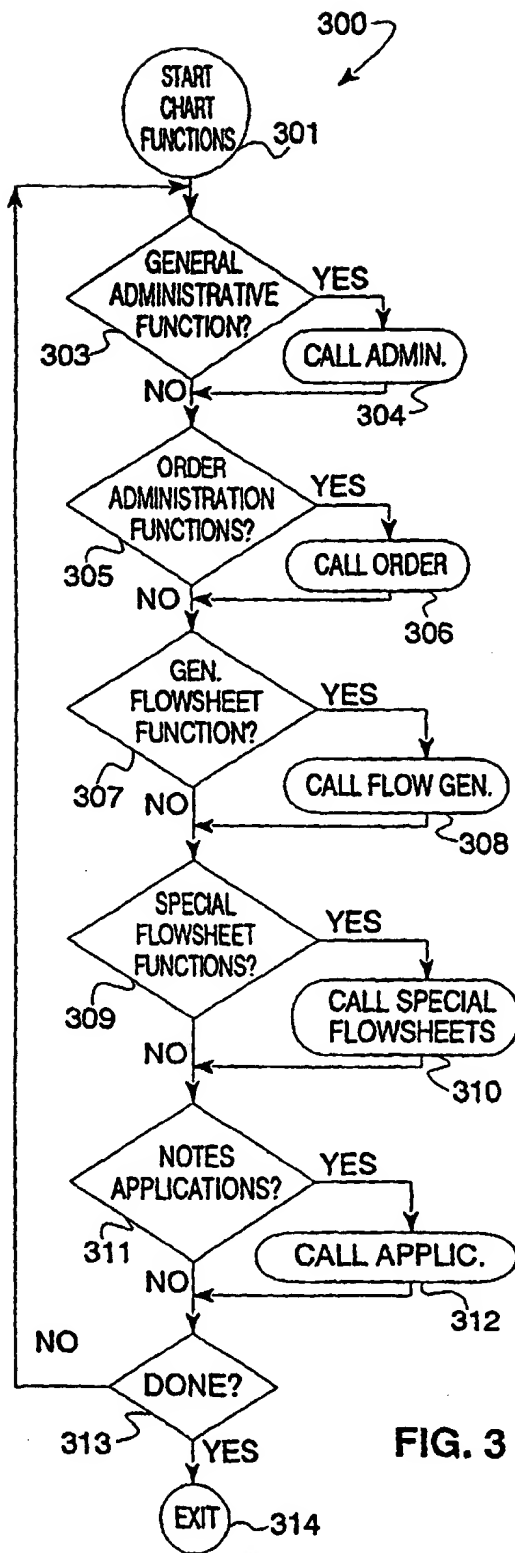 300
START
CHART
FUNCTIONS
301
GENERAL
ADMINISTRATIVE
FUNCTION?
303
YES
CALL ADMIN.
304
NO
ORDER
ADMINISTRATION
FUNCTIONS?
305
YES
CALL ORDER
306
NO
GEN.
FLOWSHEET
FUNCTION?
307
YES
CALL FLOW GEN.
308
NO
SPECIAL
FLOWSHEET
FUNCTIONS?
309
YES
CALL SPECIAL
FLOWSHEETS
310
NO
NOTES
APPLICATIONS?
311
YES
CALL APPLIC.
312
NO
NO
DONE?
313
YES
FIG. 3
EXIT
314